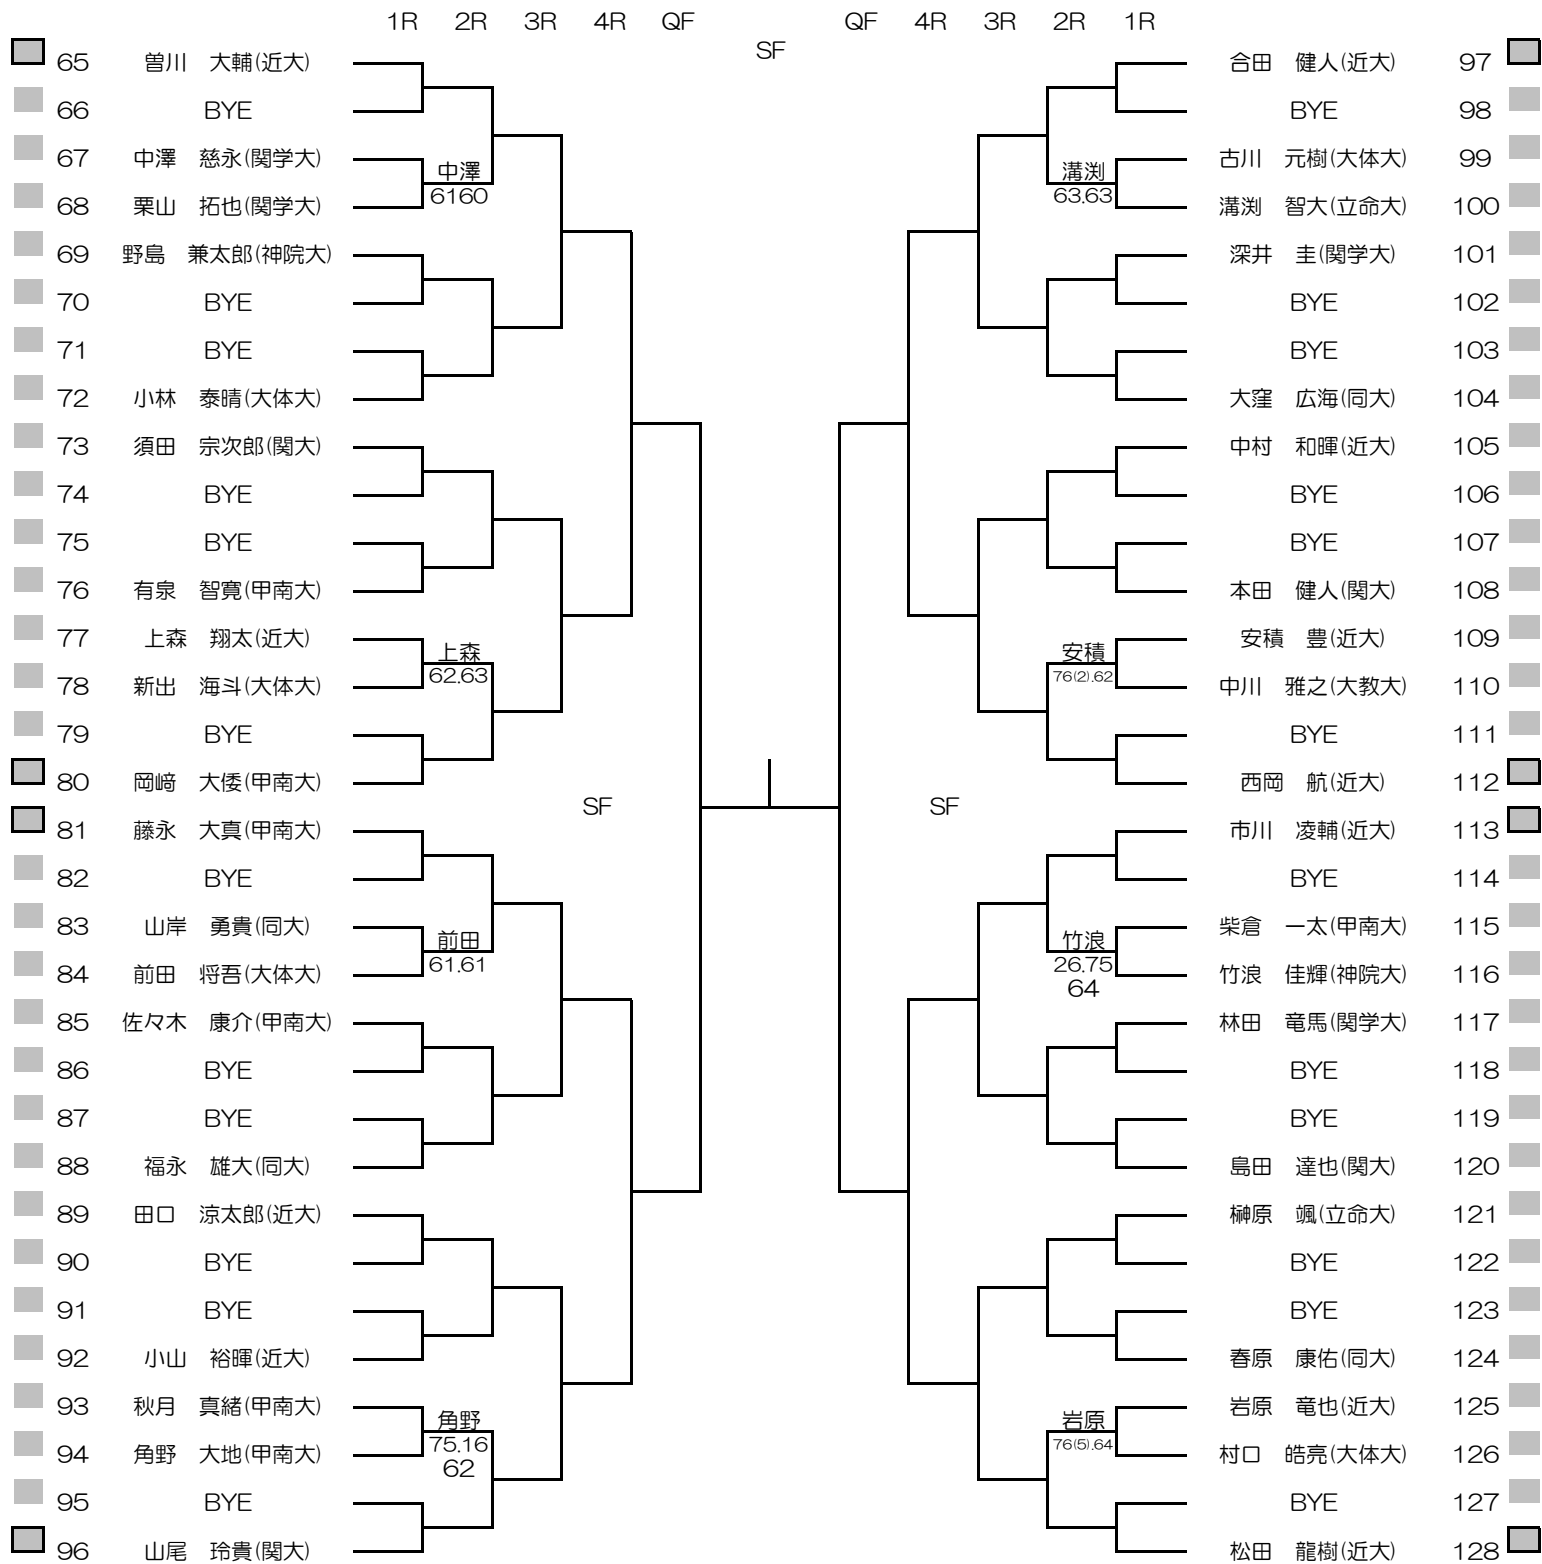 1R 2R 3R 4R QF QF 4R 3R 2R 1R
SF
65 曽川　大輔(近大) 合田　健人(近大) 97
66 BYE BYE 98
67 中澤　慈永(関学大) 古川　元樹(大体大) 99
中澤 溝渕
6160 63.63
68 栗山　拓也(関学大) 溝渕　智大(立命大) 100
69 野島　兼太郎(神院大) 深井　圭(関学大) 101
70 BYE BYE 102
71 BYE BYE 103
72 小林　泰晴(大体大) 大窪　広海(同大) 104
73 須田　宗次郎(関大) 中村　和暉(近大) 105
74 BYE BYE 106
75 BYE BYE 107
76 有泉　智寛(甲南大) 本田　健人(関大) 108
77 上森　翔太(近大) 安積　豊(近大) 109
上森 安積
62.63 76(2).62
78 新出　海斗(大体大) 中川　雅之(大教大) 110
79 BYE BYE 111
80 岡﨑　大倭(甲南大) 西岡　航(近大) 112
SF SF
81 藤永　大真(甲南大) 市川　凌輔(近大) 113
82 BYE BYE 114
83 山岸　勇貴(同大) 柴倉　一太(甲南大) 115
前田 竹浪
61.61 26.75
84 前田　将吾(大体大) 竹浪　佳輝(神院大) 116
64
85 佐々木　康介(甲南大) 林田　竜馬(関学大) 117
86 BYE BYE 118
87 BYE BYE 119
88 福永　雄大(同大) 島田　達也(関大) 120
89 田口　涼太郎(近大) 榊原　颯(立命大) 121
90 BYE BYE 122
91 BYE BYE 123
92 小山　裕暉(近大) 春原　康佑(同大) 124
93 秋月　真緒(甲南大) 岩原　竜也(近大) 125
角野 岩原
75.16 76(5).64
94 角野　大地(甲南大) 村口　皓亮(大体大) 126
62
95 BYE BYE 127
96 山尾　玲貴(関大) 松田　龍樹(近大) 128